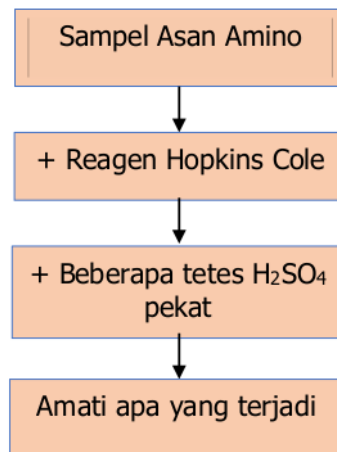 Sampel Asan Amino
+ Reagen Hopkins Cole
+ Beberapa tetes H₂SO₄
pekat
Amati apa yang terjadi